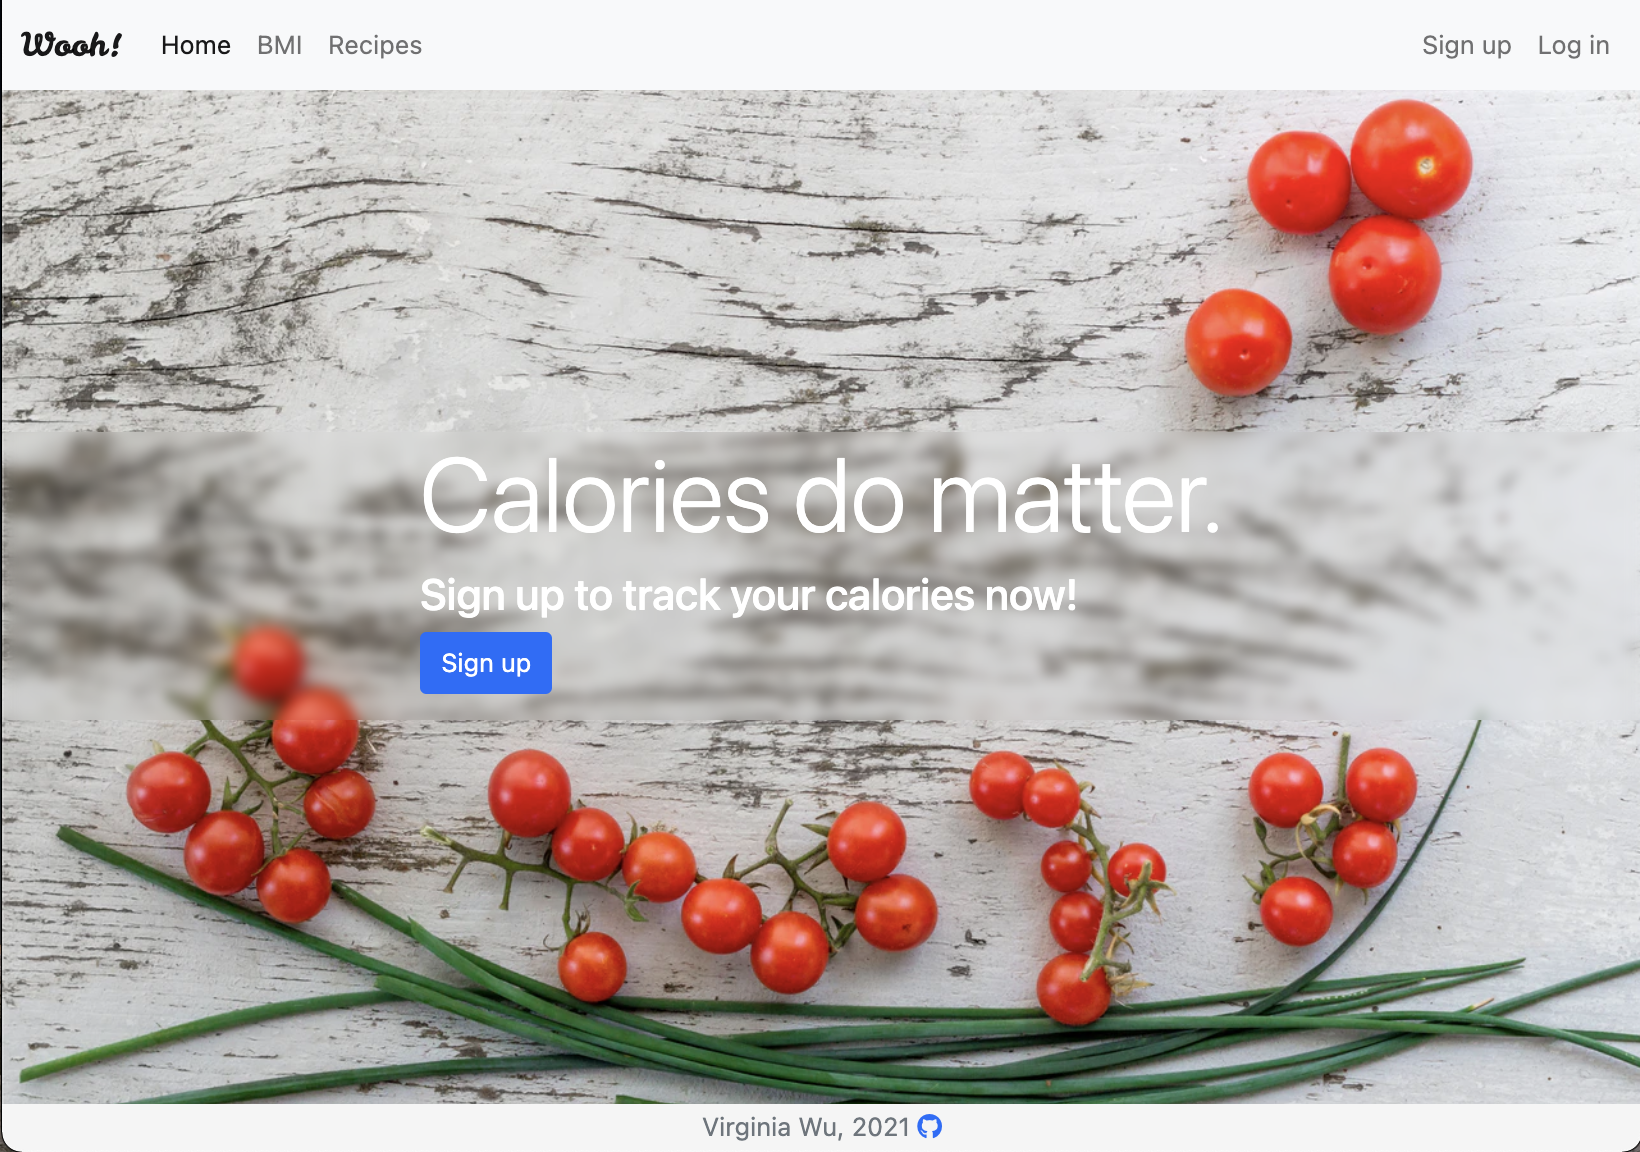 Wooh! Home BMI Recipes Sign up Log in
Calories do matter.
Sign up to track your calories now!
Sign up
Virginia Wu, 2021